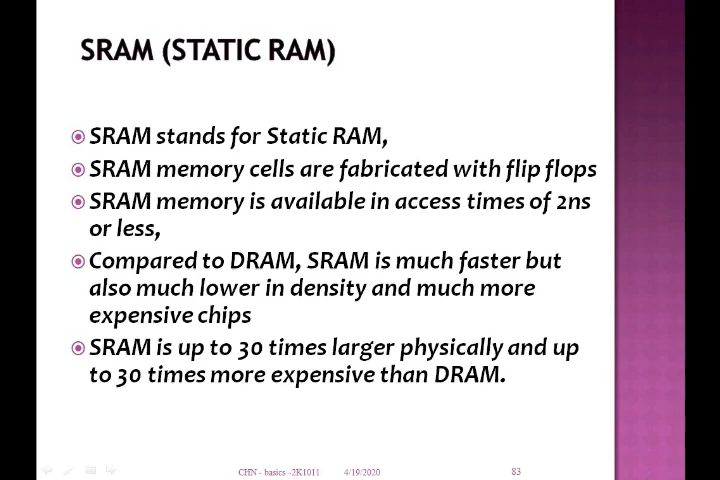 SRAM (STATIC RAM)
SRAM stands for Static RAM,
SRAM memory cells are fabricated with flip flops
SRAM memory is available in access times of 2ns
or less,
Compared to DRAM, SRAM is much faster but
also much lower in density and much more
expensive chips
SRAM is up to 30 times larger physically and up
to 30 times more expensive than DRAM.
CHN - basics -2K1011 4/19/2020 83